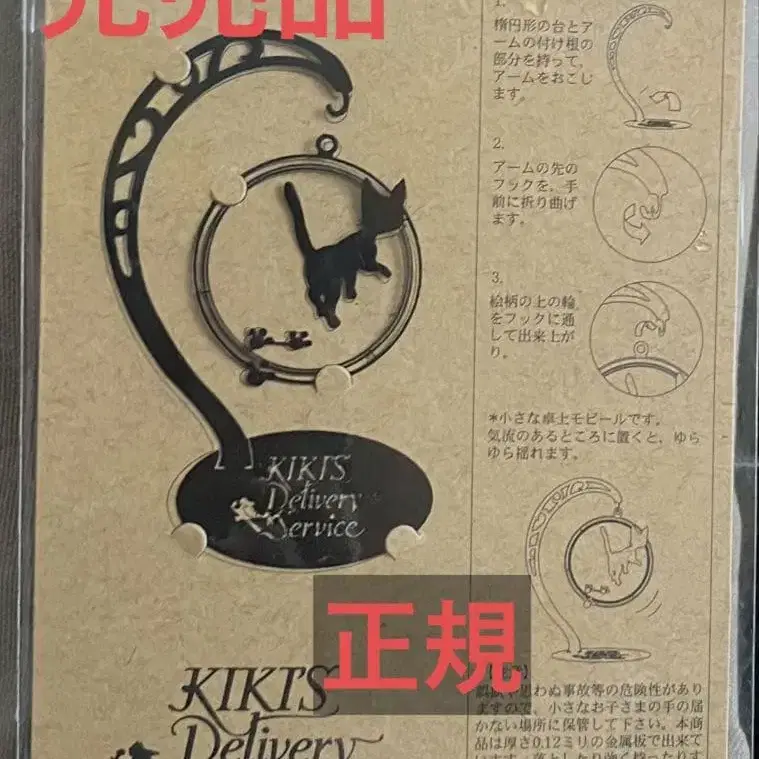 完売品
1.
楕円形の台とア
ームの付け根の
部分を持って、
アームをおこし
ます。
2.
アームの先の
フックを、手
前に折り曲げ
ます。
3.
絵柄の上の輪
をフックに通
して出来上が
り。
*小さな卓上モビールです。
気流のあるところに置くと、ゆら
ゆら揺れます。
KIKI'S
Delivery
Service
正規
KIKI'S
Delivery
誤飲や思わぬ事故等の危険性があり
ますので、小さなお子さまの手の届
かない場所に保管して下さい。本商
品は厚さ0.12ミリの金属板で出来て